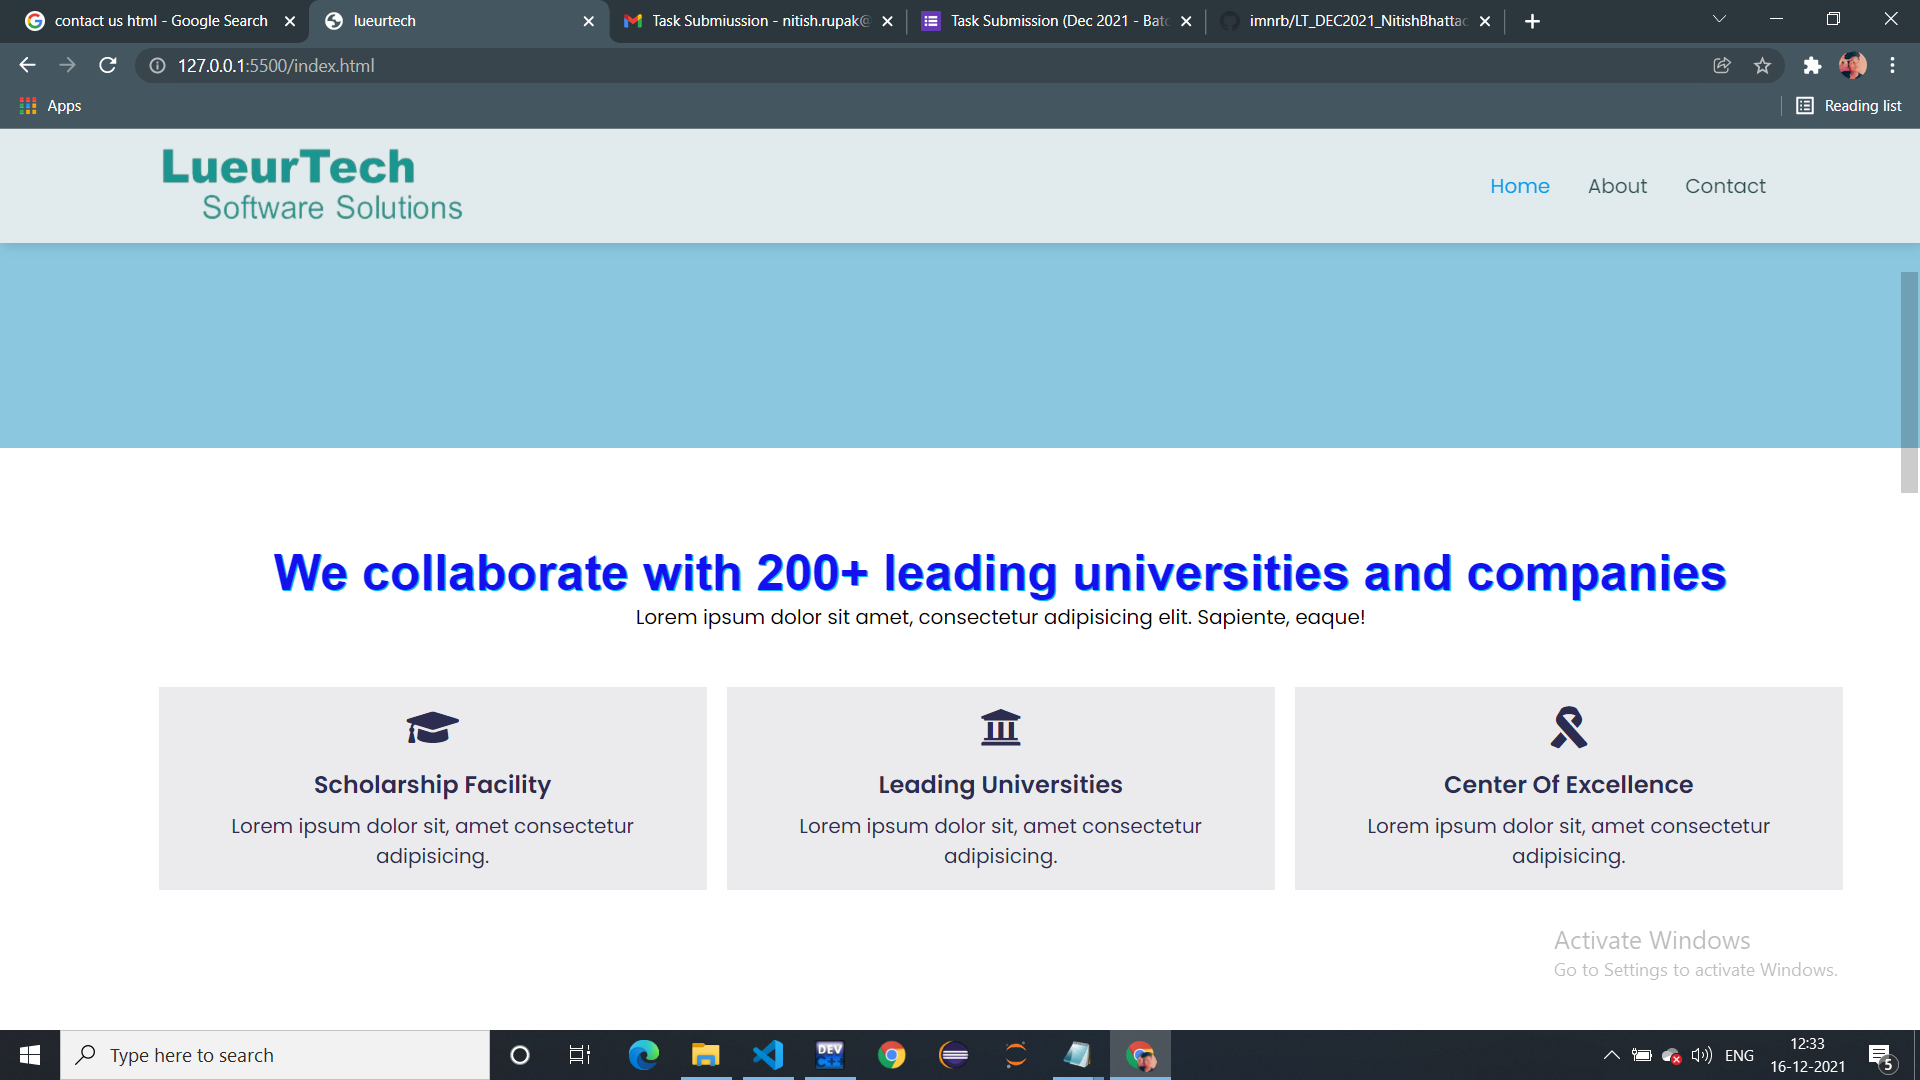 contact us html - Google Search
lueurtech
Task Submiussion - nitish.rupak@
Task Submission (Dec 2021 - Batc
imnrb/LT_DEC2021_NitishBhattac
127.0.0.1:5500/index.html
Apps
Reading list
LueurTech
Software Solutions
Home
About
Contact
We collaborate with 200+ leading universities and companies
Lorem ipsum dolor sit amet, consectetur adipisicing elit. Sapiente, eaque!
Scholarship Facility
Lorem ipsum dolor sit, amet consectetur
adipisicing.
Leading Universities
Lorem ipsum dolor sit, amet consectetur
adipisicing.
Center Of Excellence
Lorem ipsum dolor sit, amet consectetur
adipisicing.
Activate Windows
Go to Settings to activate Windows.
Type here to search
DEV
ENG
12:33
16-12-2021
5